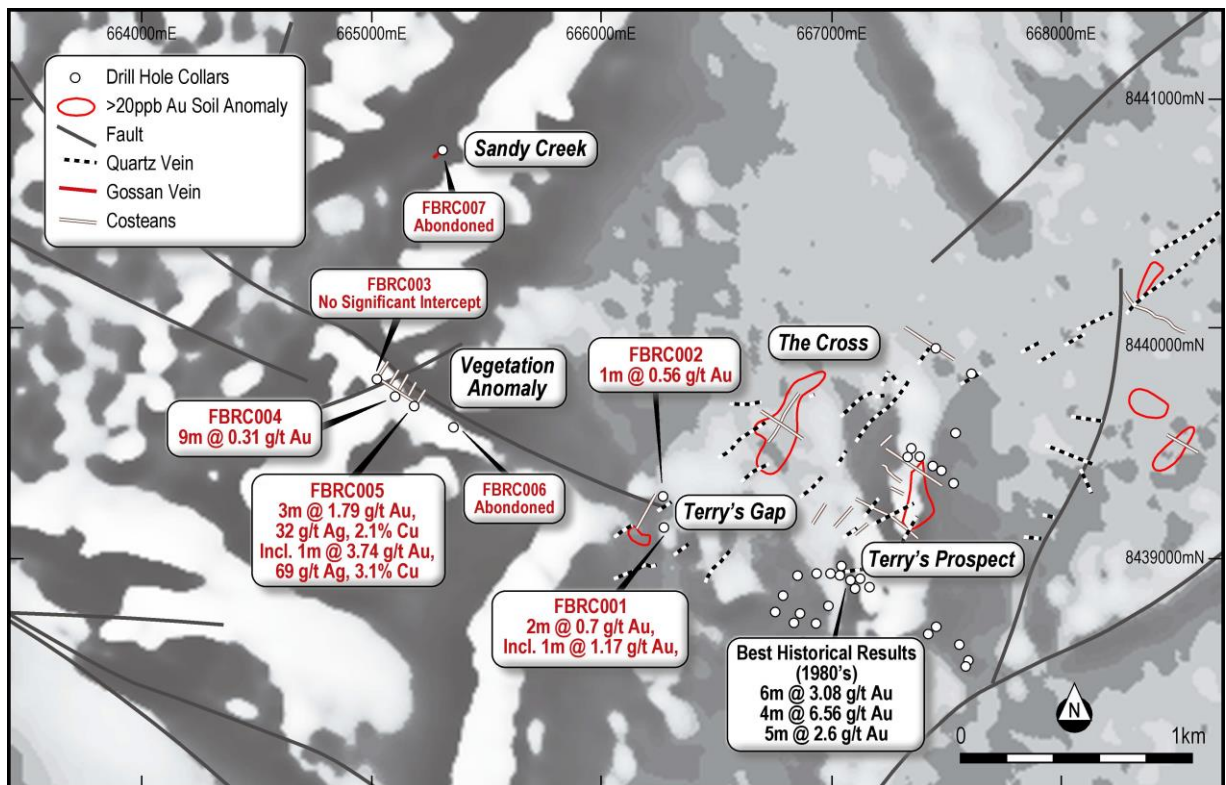 664000mE
665000mE
666000mE
667000mE
668000mE
Drill Hole Collars
>20ppb Au Soil Anomaly
Fault
Quartz Vein
Gossan Vein
Costeans
8441000mN
Sandy Creek
FBRC007
Abondoned
FBRC003
No Significant Intercept
8440000mN
Vegetation
Anomaly
FBRC002
1m @ 0.56 g/t Au
The Cross
FBRC004
9m @ 0.31 g/t Au
FBRC005
3m @ 1.79 g/t Au,
32 g/t Ag, 2.1% Cu
Incl. 1m @ 3.74 g/t Au,
69 g/t Ag, 3.1% Cu
FBRC006
Abandoned
Terry's Gap
8439000mN
Terry's Prospect
FBRC001
2m @ 0.7 g/t Au,
Incl. 1m @ 1.17 g/t Au,
Best Historical Results
(1980's)
6m @ 3.08 g/t Au
4m @ 6.56 g/t Au
5m @ 2.6 g/t Au
N
0
1km